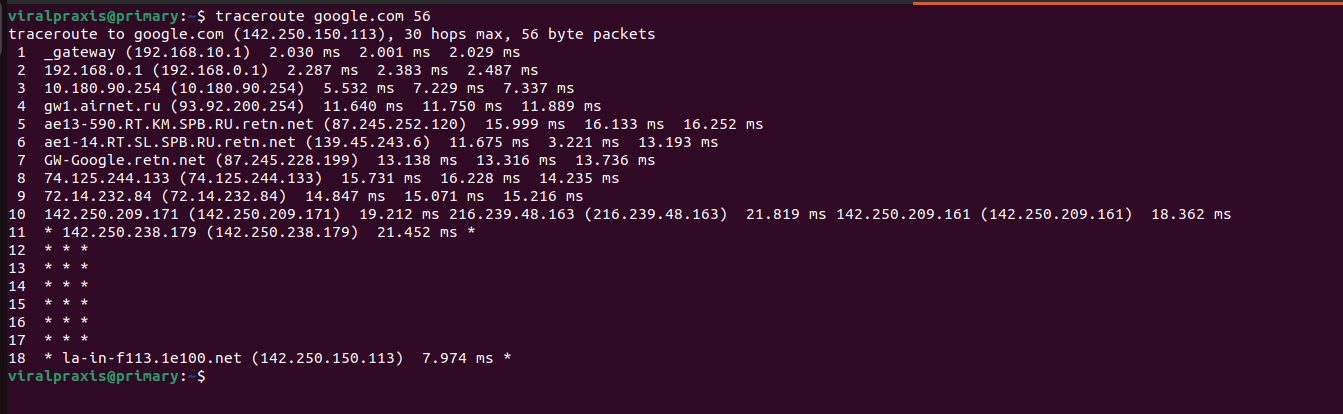 viralpraxis@primary:~$ traceroute google.com 56
traceroute to google.com (142.250.150.113), 30 hops max, 56 byte packets
 1  _gateway (192.168.10.1)  2.030 ms  2.001 ms  2.029 ms
 2  192.168.0.1 (192.168.0.1)  2.287 ms  2.383 ms  2.487 ms
 3  10.180.90.254 (10.180.90.254)  5.532 ms  7.229 ms  7.337 ms
 4  gw1.airnet.ru (93.92.200.254)  11.640 ms  11.750 ms  11.889 ms
 5  ae13-590.RT.KM.SPB.RU.retn.net (87.245.252.120)  15.999 ms  16.133 ms  16.252 ms
 6  ae1-14.RT.SL.SPB.RU.retn.net (139.45.243.6)  11.675 ms  3.221 ms  13.193 ms
 7  GW-Google.retn.net (87.245.228.199)  13.138 ms  13.316 ms  13.736 ms
 8  74.125.244.133 (74.125.244.133)  15.731 ms  16.228 ms  14.235 ms
 9  72.14.232.84 (72.14.232.84)  14.847 ms  15.071 ms  15.216 ms
10  142.250.209.171 (142.250.209.171)  19.212 ms 216.239.48.163 (216.239.48.163)  21.819 ms 142.250.209.161 (142.250.209.161)  18.362 ms
11  * 142.250.238.179 (142.250.238.179)  21.452 ms *
12  * * *
13  * * *
14  * * *
15  * * *
16  * * *
17  * * *
18  * la-in-f113.1e100.net (142.250.150.113)  7.974 ms *
viralpraxis@primary:~$